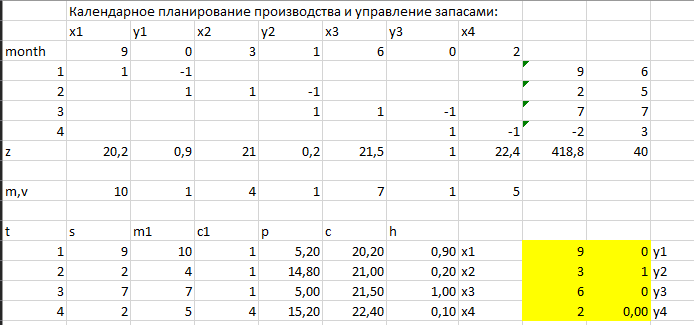 Календарное планирование производства и управление запасами:
x1 y1 x2 y2 x3 y3 x4
month 9 0 3 1 6 0 2
1 1 -1 9 6
2 1 1 -1 2 5
3 1 1 -1 7 7
4 1 -1 -2 3
z 20,2 0,9 21 0,2 21,5 1 22,4 418,8 40
m,v 10 1 4 1 7 1 5
t s m1 c1 p c h
1 9 10 1 5,20 20,20 0,90 x1 9 0 y1
2 2 4 1 14,80 21,00 0,20 x2 3 1 y2
3 7 7 1 5,00 21,50 1,00 x3 6 0 y3
4 2 5 4 15,20 22,40 0,10 x4 2 0,00 y4